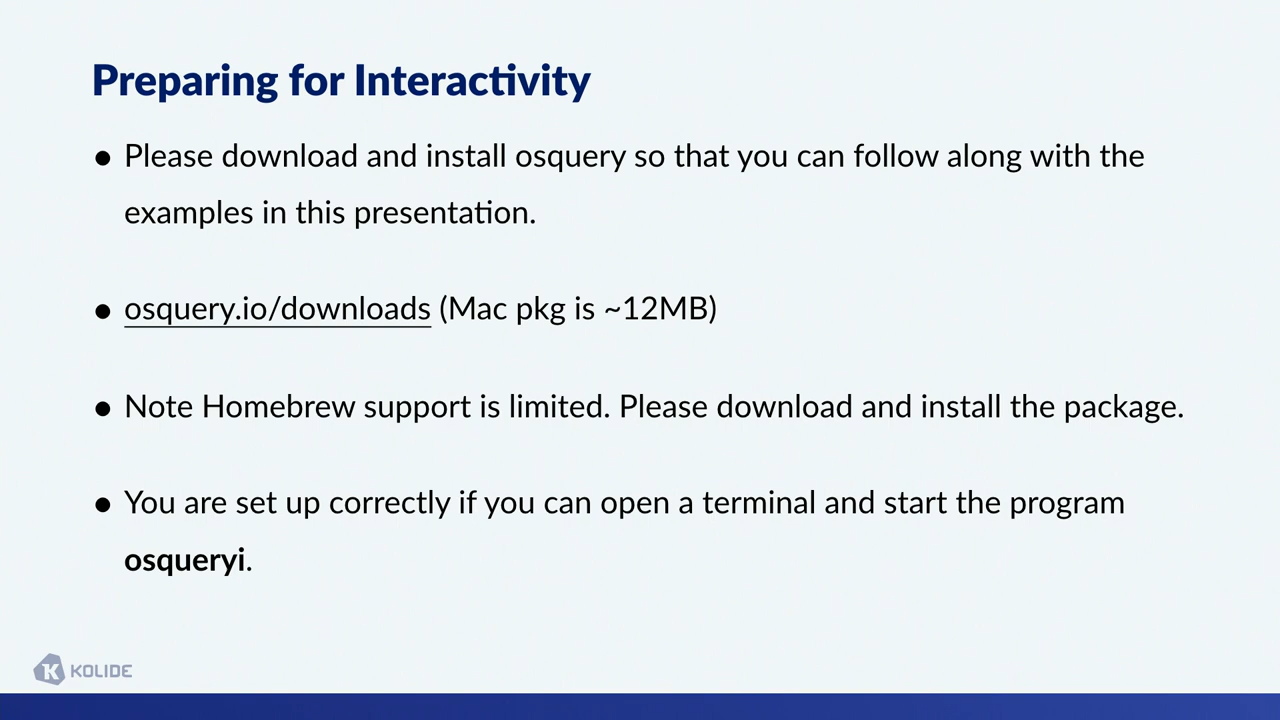 Preparing for Interactivity
● Please download and install osquery so that you can follow along with the
examples in this presentation.
● osquery.io/downloads (Mac pkg is ~12MB)
● Note Homebrew support is limited. Please download and install the package.
● You are set up correctly if you can open a terminal and start the program
osqueryi.
KOLIDE